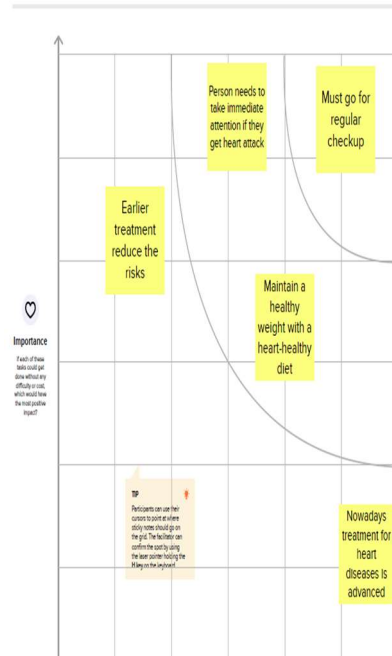 Person needs to
take immediate
attention if they
get heart attack
Must go for
regular
checkup
Earlier
treatment
reduce the
risks
Maintain a
healthy
weight with a
heart-healthy
diet
Importance
If each of these
tasks could get
done without any
difficulty or cost,
which would have
the most positive
impact?
TIP
Participants can use their
cursors to point at where
sticky notes should go on
the grid. The facilitator can
confirm the spot by using
the laser pointer holding the
H key on the keyboard.
Nowadays
treatment for
heart
diseases is
advanced